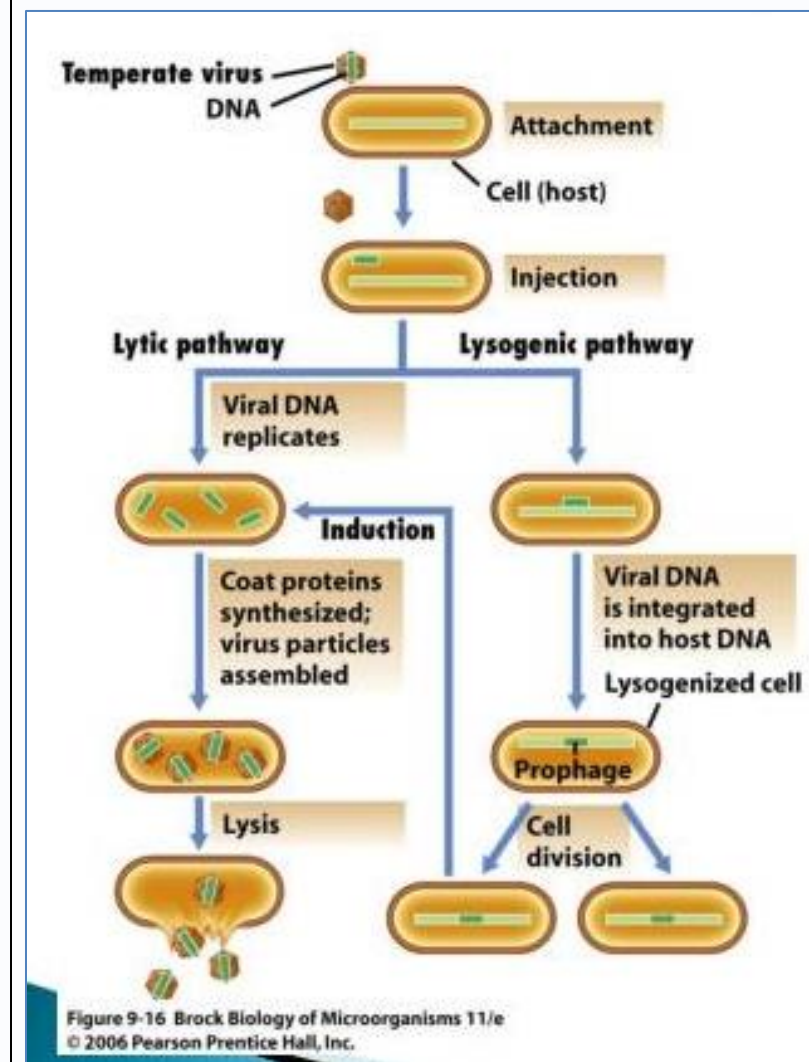 Temperate virus
DNA
Attachment
Cell (host)
Injection
Lytic pathway
Lysogenic pathway
Viral DNA
replicates
Induction
Coat proteins
synthesized;
virus particles
assembled
Viral DNA
is integrated
into host DNA
Lysogenized cell
Prophage
Lysis
Cell
division
Figure 9-16 Brock Biology of Microorganisms 11/e
© 2006 Pearson Prentice Hall, Inc.